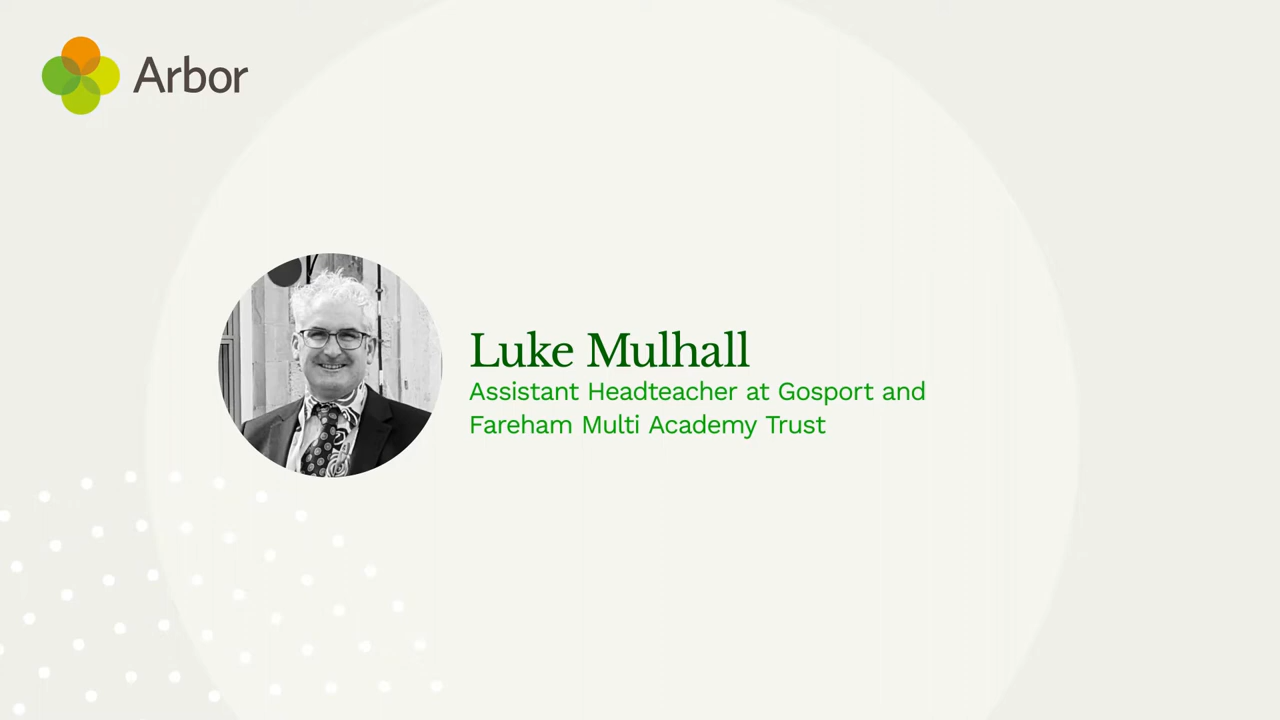 Arbor
Luke Mulhall
Assistant Headteacher at Gosport and
Fareham Multi Academy Trust